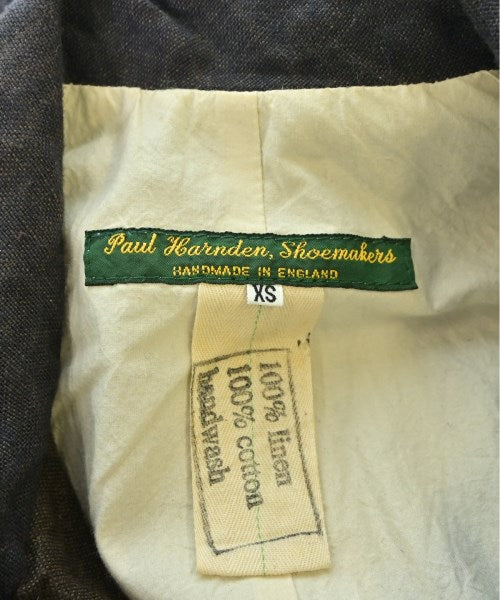 Paul Harnden, Shoemakers
HANDMADE IN ENGLAND
XS
100% linen
100% cotton
handwash